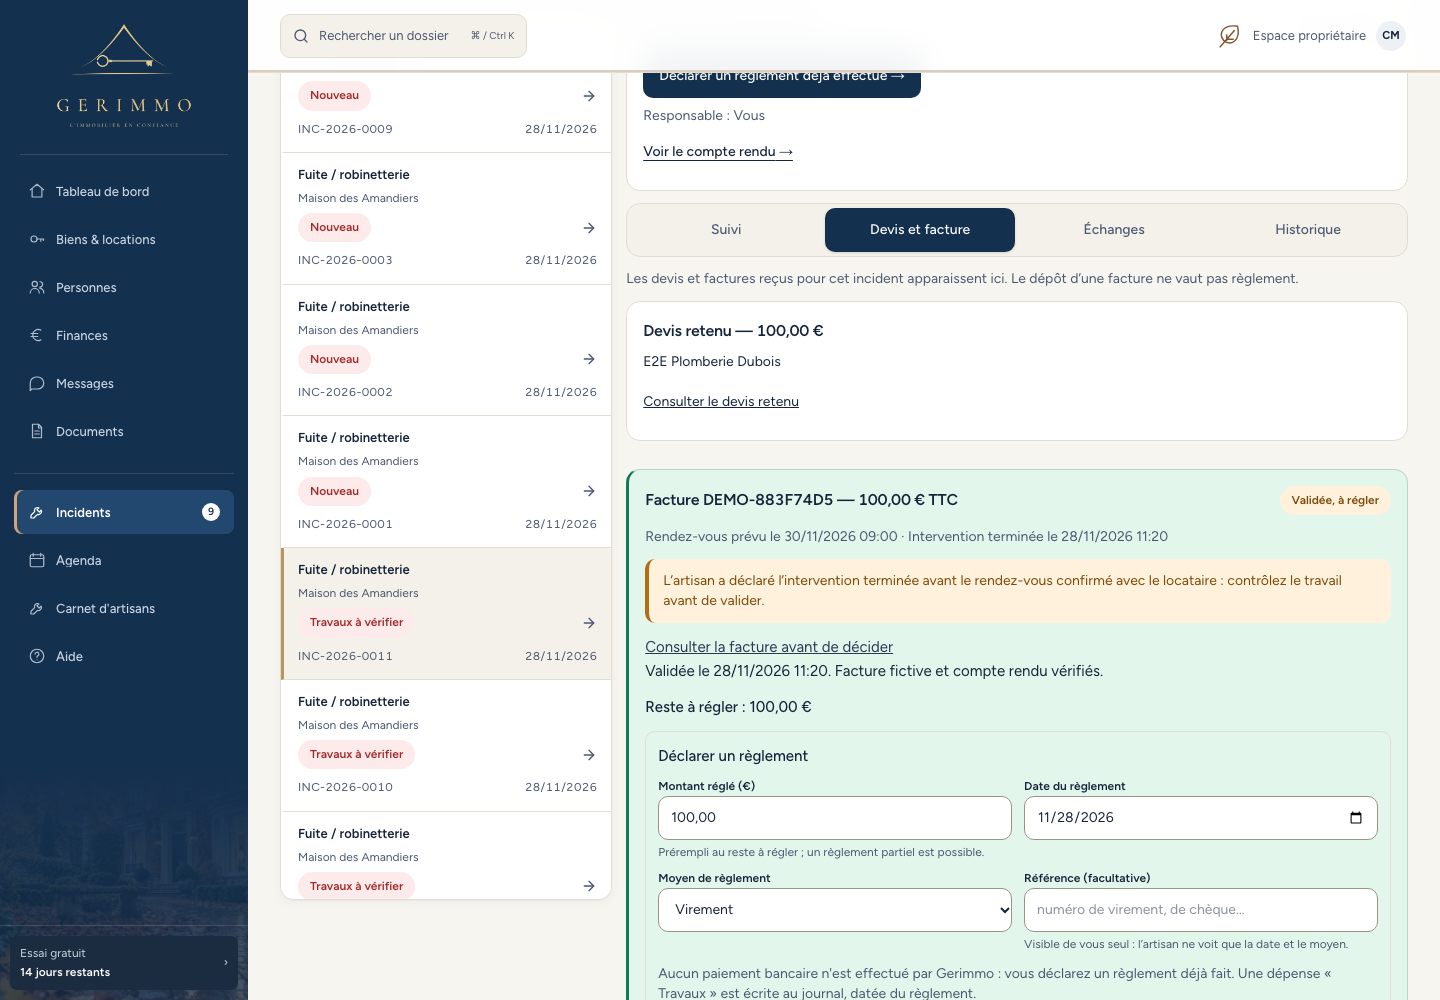 GERIMMO
L'IMMOBILIER EN CONFIANCE
Tableau de bord
Biens & locations
Personnes
Finances
Messages
Documents
Incidents
9
Agenda
Carnet d'artisans
Aide
Essai gratuit
14 jours restants
›
Rechercher un dossier
⌘ / Ctrl K
Espace propriétaire
CM
Nouveau
INC-2026-0009
28/11/2026
Fuite / robinetterie
Maison des Amandiers
Nouveau
INC-2026-0003
28/11/2026
Fuite / robinetterie
Maison des Amandiers
Nouveau
INC-2026-0002
28/11/2026
Fuite / robinetterie
Maison des Amandiers
Nouveau
INC-2026-0001
28/11/2026
Fuite / robinetterie
Maison des Amandiers
Travaux à vérifier
INC-2026-0011
28/11/2026
Fuite / robinetterie
Maison des Amandiers
Travaux à vérifier
INC-2026-0010
28/11/2026
Fuite / robinetterie
Maison des Amandiers
Travaux à vérifier
Déclarer un règlement déjà effectué →
Responsable : Vous
Voir le compte rendu →
Suivi
Devis et facture
Échanges
Historique
Les devis et factures reçus pour cet incident apparaissent ici. Le dépôt d’une facture ne vaut pas règlement.
Devis retenu — 100,00 €
E2E Plomberie Dubois
Consulter le devis retenu
Facture DEMO-883F74D5 — 100,00 € TTC
Validée, à régler
Rendez-vous prévu le 30/11/2026 09:00 · Intervention terminée le 28/11/2026 11:20
L’artisan a déclaré l’intervention terminée avant le rendez-vous confirmé avec le locataire : contrôlez le travail
avant de valider.
Consulter la facture avant de décider
Validée le 28/11/2026 11:20. Facture fictive et compte rendu vérifiés.
Reste à régler : 100,00 €
Déclarer un règlement
Montant réglé (€)
100,00
Prérempli au reste à régler ; un règlement partiel est possible.
Date du règlement
11/28/2026
Moyen de règlement
Virement
Référence (facultative)
numéro de virement, de chèque…
Visible de vous seul : l’artisan ne voit que la date et le moyen.
Aucun paiement bancaire n'est effectué par Gerimmo : vous déclarez un règlement déjà fait. Une dépense «
Travaux » est écrite au journal, datée du règlement.